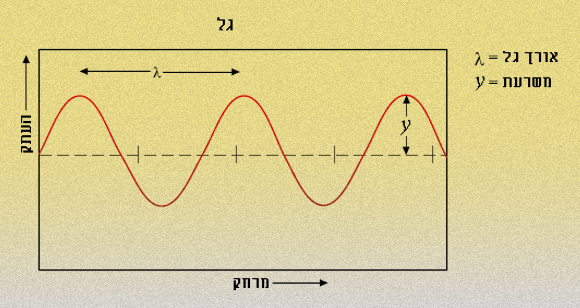 גל
λ = אורך גל
y = משרעת
λ
y
העתק
מרחק